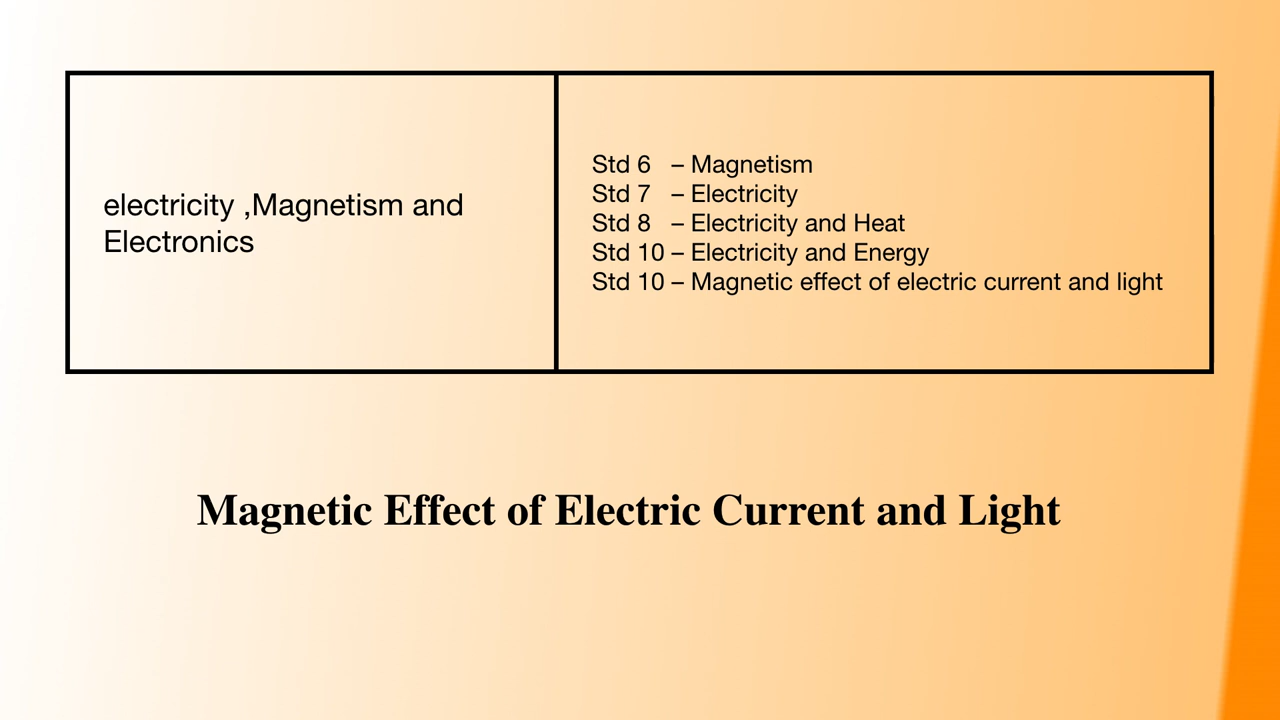 electricity ,Magnetism and
Electronics
Std 6 – Magnetism
Std 7 – Electricity
Std 8 – Electricity and Heat
Std 10 – Electricity and Energy
Std 10 – Magnetic effect of electric current and light
Magnetic Effect of Electric Current and Light